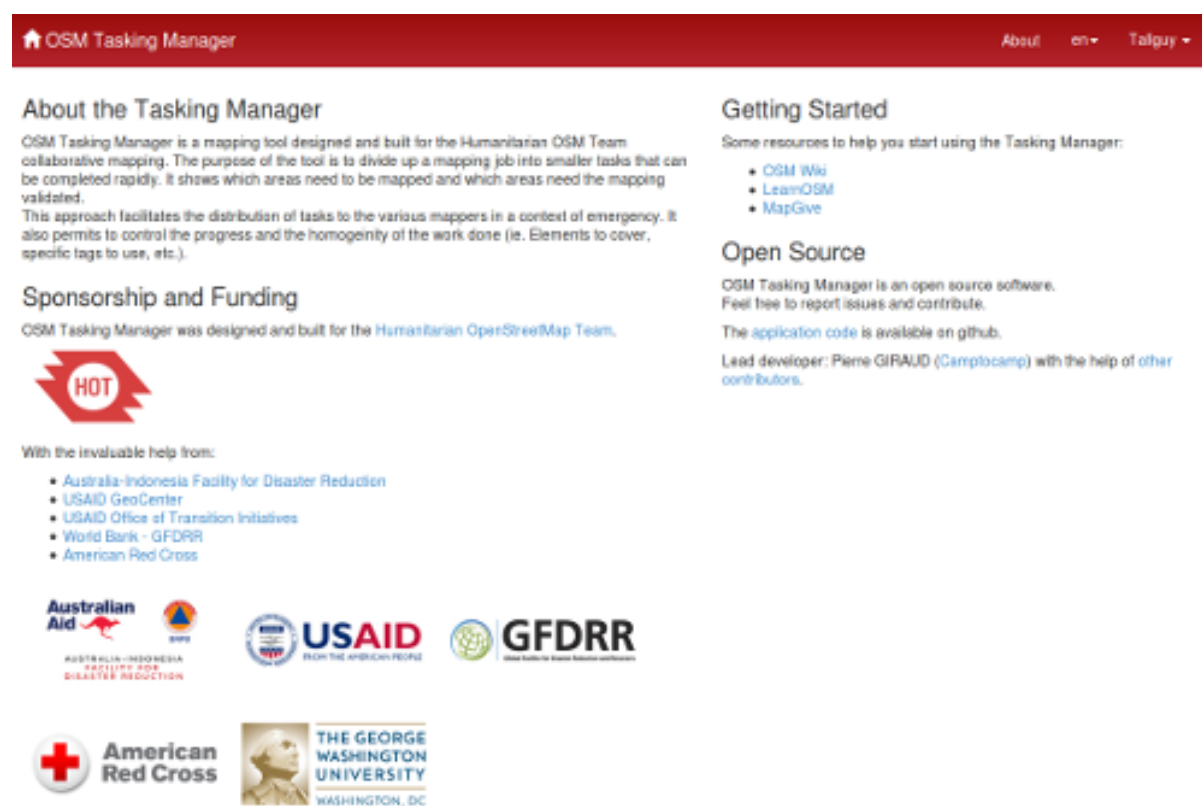 OSM Tasking Manager
About en Tallguy
About the Tasking Manager
OSM Tasking Manager is a mapping tool designed and built for the Humanitarian OSM Team
collaborative mapping. The purpose of the tool is to divide up a mapping job into smaller tasks that can
be completed rapidly. It shows which areas need to be mapped and which areas need the mapping
validated.
This approach facilitates the distribution of tasks to the various mappers in a context of emergency. It
also permits to control the progress and the homogeinity of the work done (ie. Elements to cover,
specific tags to use, etc.).
Sponsorship and Funding
OSM Tasking Manager was designed and built for the Humanitarian OpenStreetMap Team.
HOT
With the invaluable help from:
• Australia-Indonesia Facility for Disaster Reduction
• USAID GeoCenter
• USAID Office of Transition Initiatives
• World Bank - GFDRR
• American Red Cross
Australian
Aid
BNPB
AUSTRALIA-INDONESIA
FACILITY FOR
DISASTER REDUCTION
USAID
FROM THE AMERICAN PEOPLE
GFDRR
Global Facility for Disaster Reduction and Recovery
American
Red Cross
THE GEORGE
WASHINGTON
UNIVERSITY
WASHINGTON, DC
Getting Started
Some resources to help you start using the Tasking Manager:
• OSM Wiki
• LearnOSM
• MapGive
Open Source
OSM Tasking Manager is an open source software.
Feel free to report issues and contribute.
The application code is available on github.
Lead developer: Pierre GIRAUD (Camptocamp) with the help of other
contributors.